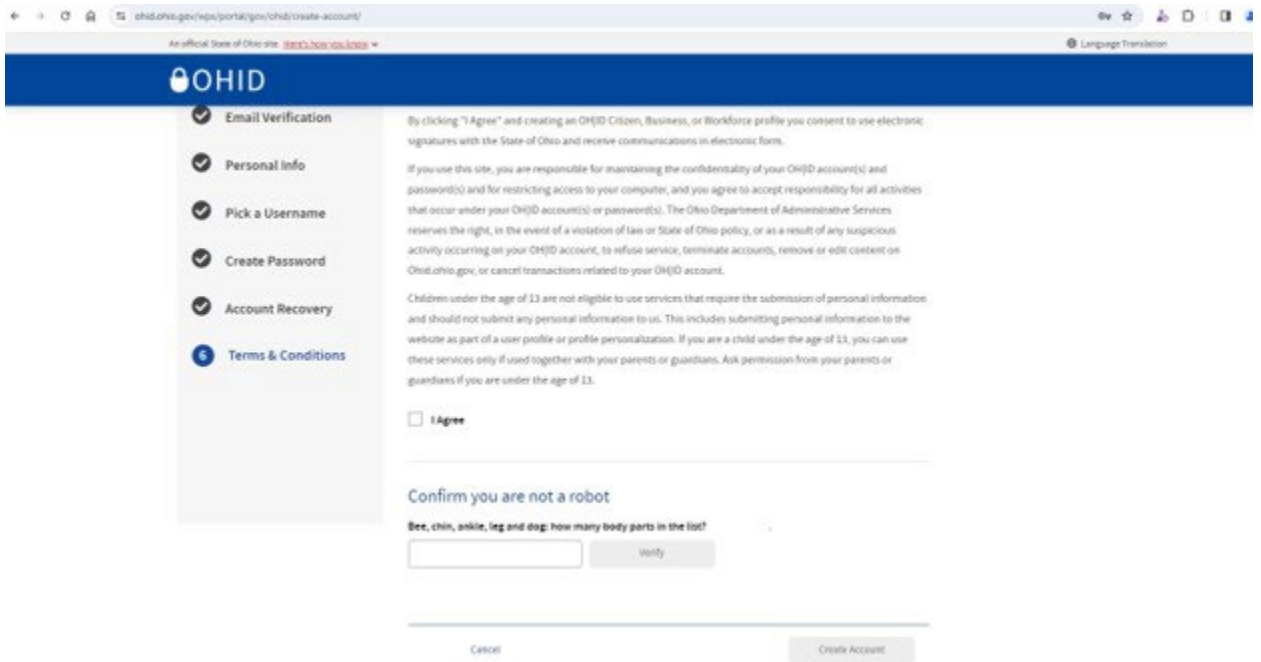 ohid.ohio.gov/wps/portal/gov/ohid/create-account/
An official State of Ohio site. Here's how you know
Language Translation
OHID
Email Verification
Personal Info
Pick a Username
Create Password
Account Recovery
6 Terms & Conditions
By clicking "I Agree" and creating an OH|ID Citizen, Business, or Workforce profile you consent to use electronic
signatures with the State of Ohio and receive communications in electronic form.
If you use this site, you are responsible for maintaining the confidentiality of your OH|ID account(s) and
password(s) and for restricting access to your computer, and you agree to accept responsibility for all activities
that occur under your OH|ID account(s) or password(s). The Ohio Department of Administrative Services
reserves the right, in the event of a violation of law or State of Ohio policy, or as a result of any suspicious
activity occurring on your OH|ID account, to refuse service, terminate accounts, remove or edit content on
Ohid.ohio.gov, or cancel transactions related to your OH|ID account.
Children under the age of 13 are not eligible to use services that require the submission of personal information
and should not submit any personal information to us. This includes submitting personal information to the
website as part of a user profile or profile personalization. If you are a child under the age of 13, you can use
these services only if used together with your parents or guardians. Ask permission from your parents or
guardians if you are under the age of 13.
I Agree
Confirm you are not a robot
Bee, chin, ankle, leg and dog: how many body parts in the list?
Verify
Cancel
Create Account